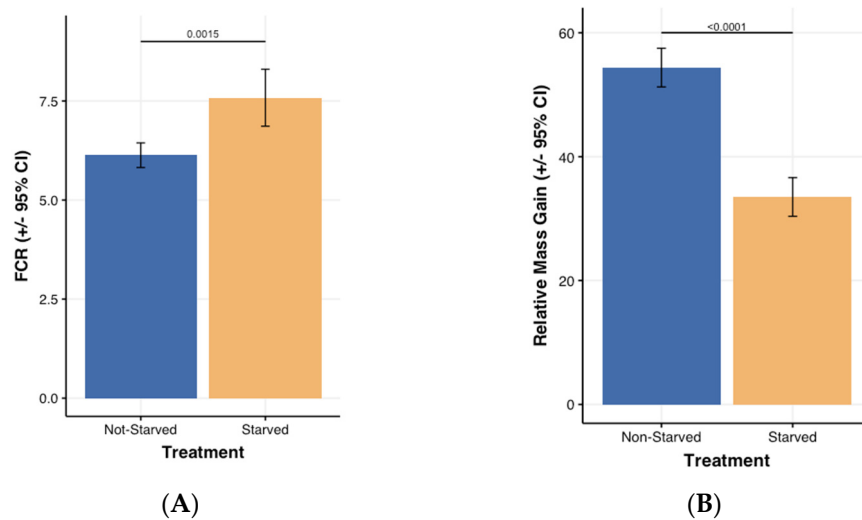 0.0015
7.5
5.0
2.5
0.0
FCR (+/- 95% CI)
Not-Starved Starved
Treatment
(A)
<0.0001
60
40
20
0
Relative Mass Gain (+/- 95% CI)
Non-Starved Starved
Treatment
(B)